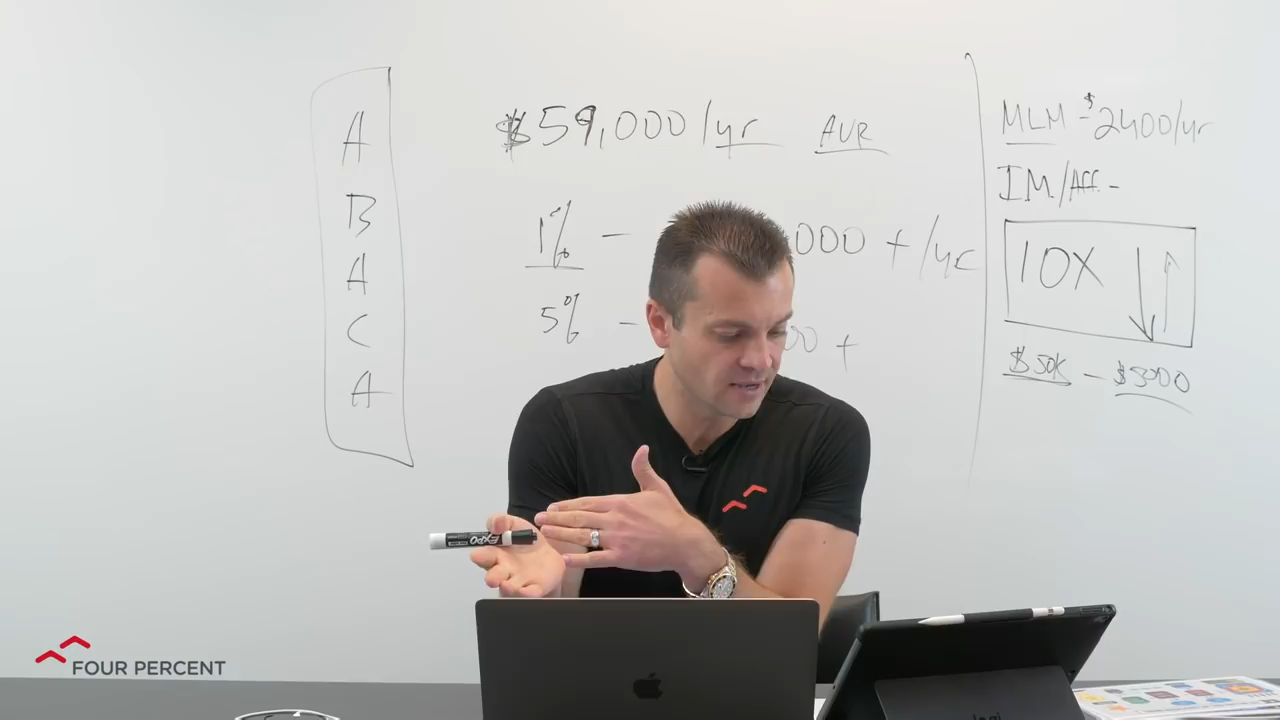 A
B
A
C
A
$59,000/yr AVR
1% - 000 + /yr
5% - 00 +
MLM - $2400/yr
IM/Aff. -
10X
$50K - $5000
EXPO
FOUR PERCENT
logi